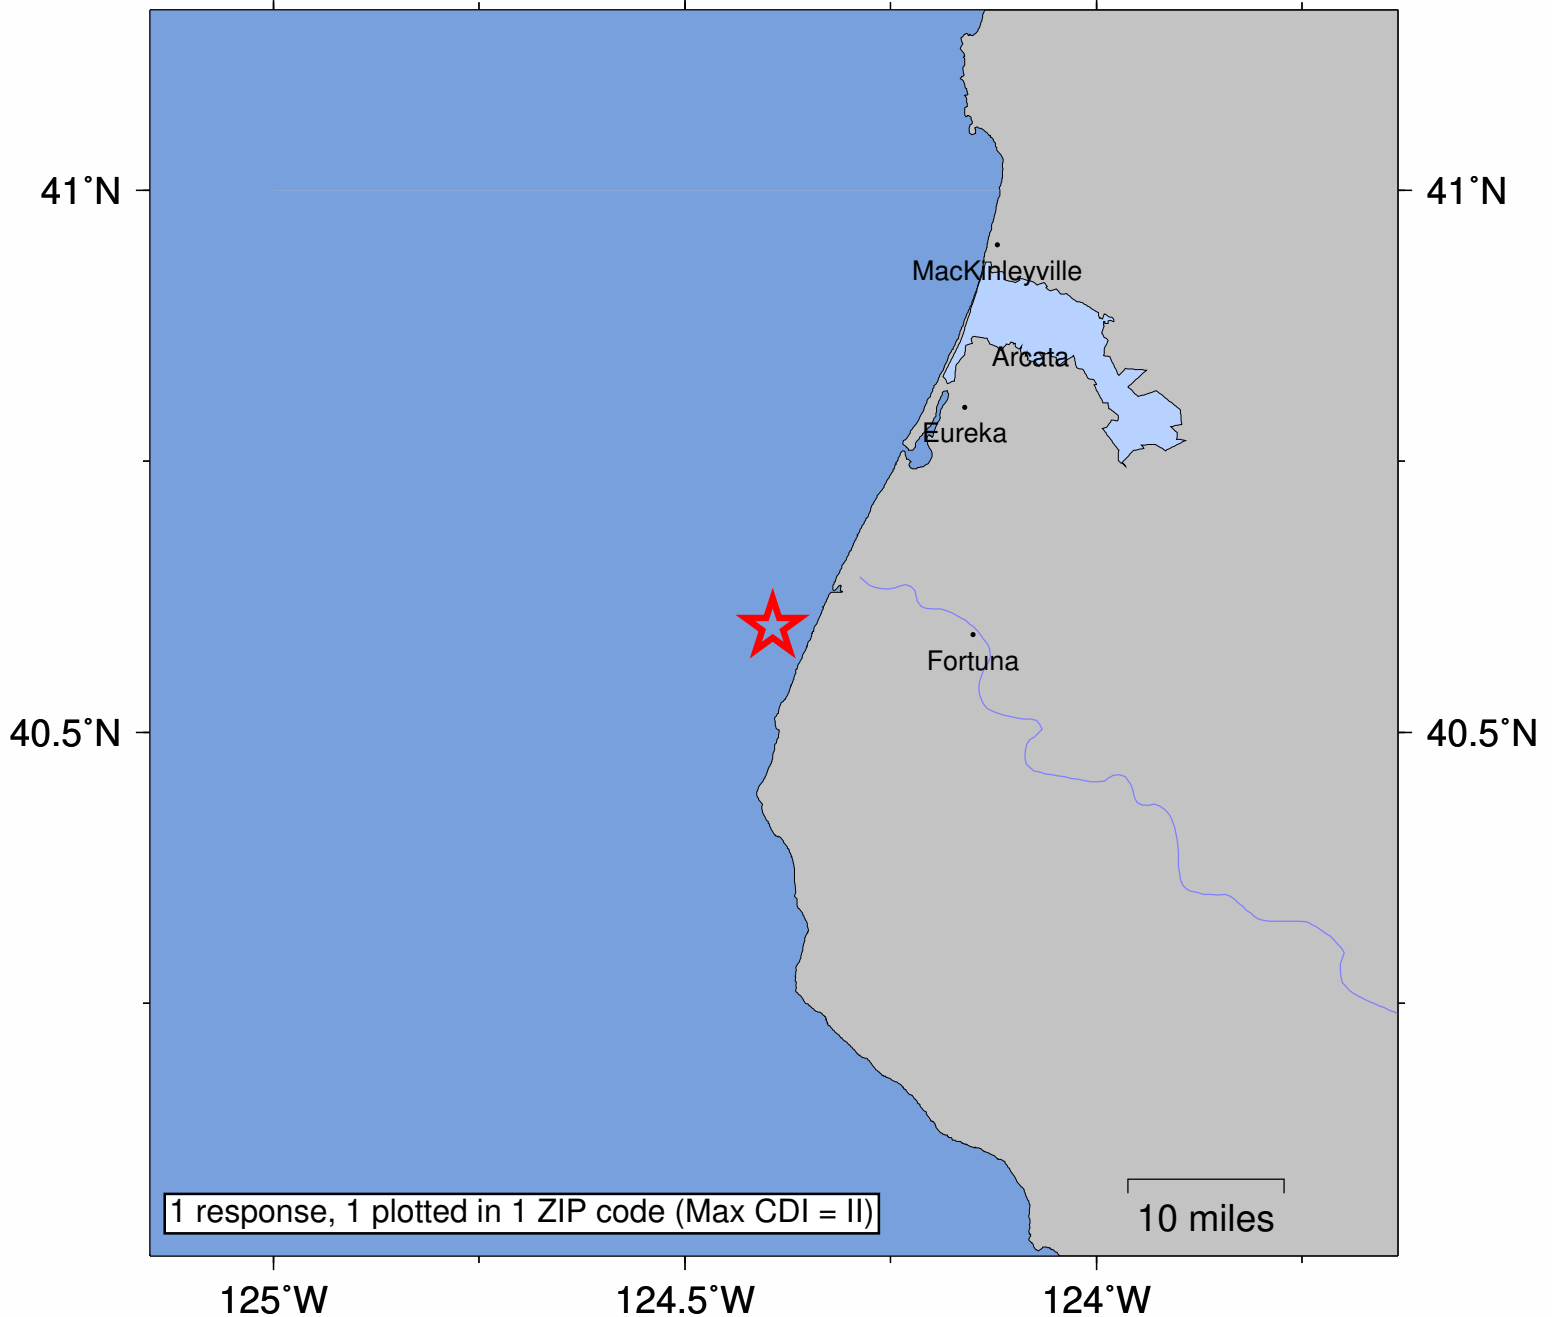 41˚N
41˚N
MacKinleyville
Arcata
Eureka
Fortuna
40.5˚N
40.5˚N
1 response, 1 plotted in 1 ZIP code (Max CDI = II)
10 miles
125˚W
124.5˚W
124˚W